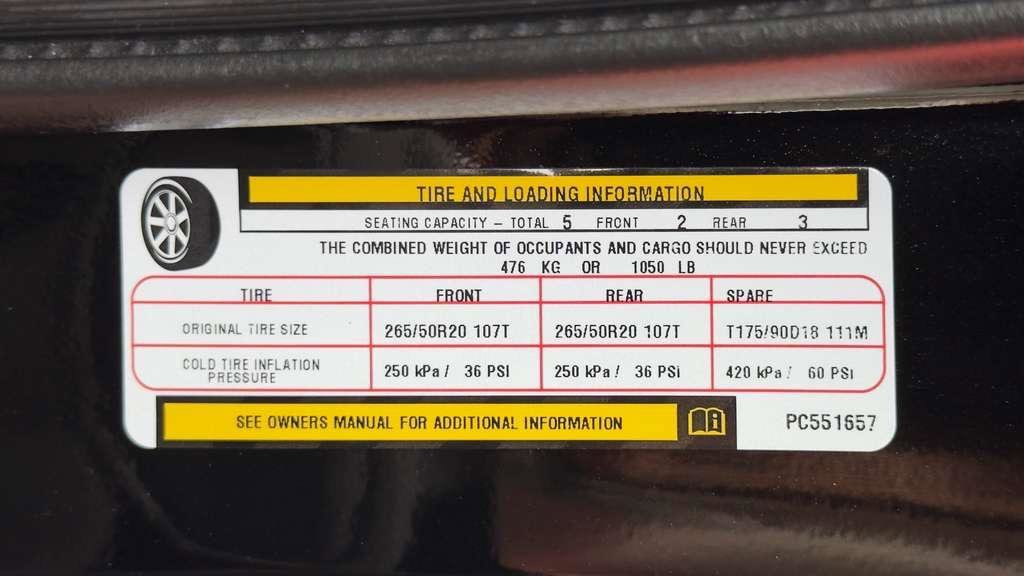 TIRE AND LOADING INFORMATION
SEATING CAPACITY – TOTAL 5 FRONT 2 REAR 3
THE COMBINED WEIGHT OF OCCUPANTS AND CARGO SHOULD NEVER EXCEED
476 KG OR 1050 LB
TIRE FRONT REAR SPARE
ORIGINAL TIRE SIZE 265/50R20 107T 265/50R20 107T T175/90D18 111M
COLD TIRE INFLATION
PRESSURE 250 kPa / 36 PSI 250 kPa / 36 PSI 420 kPa / 60 PSI
SEE OWNERS MANUAL FOR ADDITIONAL INFORMATION
PC551657